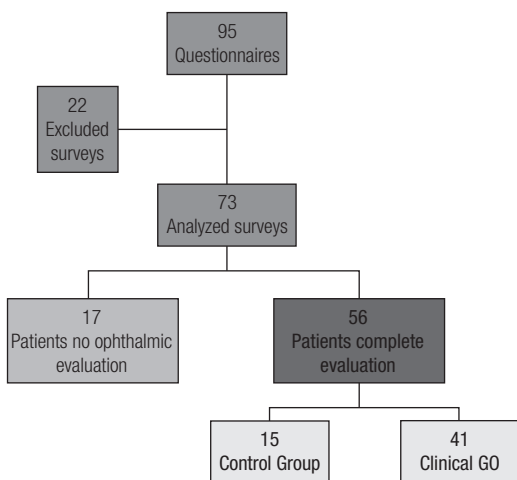 95
Questionnaires
22
Excluded
surveys
73
Analyzed surveys
17
Patients no ophthalmic
evaluation
56
Patients complete
evaluation
15
Control Group
41
Clinical GO